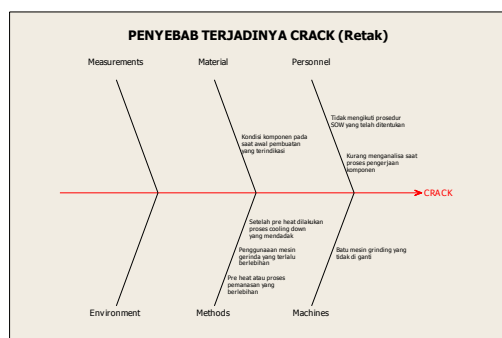 PENYEBAB TERJADINYA CRACK (Retak)
Measurements
Material
Personnel
Tidak mengikuti prosedur
SOW yang telah ditentukan
Kondisi komponen pada
saat awal pembuatan
yang terindikasi
Kurang menganalisa saat
proses pengerjaan
komponen
CRACK
Setelah pre heat dilakukan
proses cooling down
yang mendadak
Penggunaaan mesin
gerinda yang terlalu
berlebihan
Batu mesin grinding yang
tidak di ganti
Pre heat atau proses
pemanasan yang
berlebihan
Environment
Methods
Machines